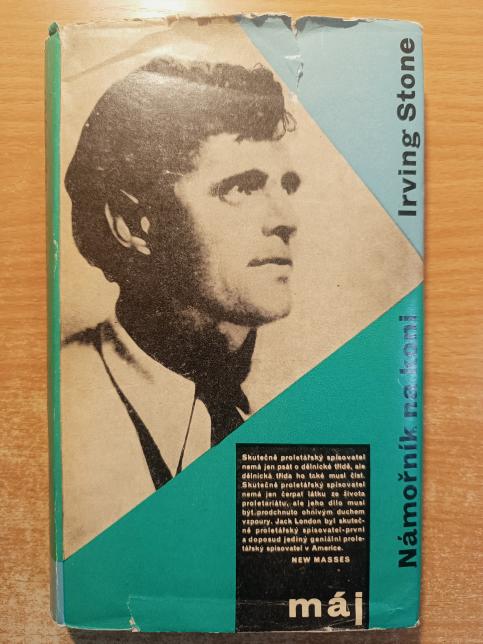 Irving Stone
Námořník na koni
Skutečně proletářský spisovatel
nemá jen psát o dělnické třídě, ale
dělnická třída ho také musí číst.
Skutečně proletářský spisovatel
nemá jen čerpat látku ze života
proletariátu, ale jeho dílo musí
být prodchnuto ohnivým duchem
vzpoury. Jack London byl skuteč-
ně proletářský spisovatel-první
a doposud jediný geniální prole-
tářský spisovatel v Americe.
NEW MASSES
máj